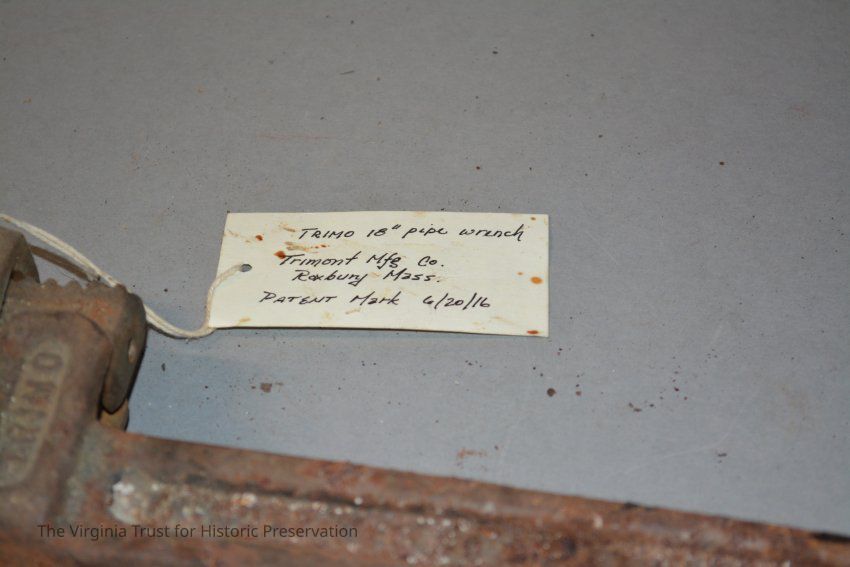 TRIMO 18" pipe wrench
Trimont Mfg Co.
Roxbury Mass.
PATENT Mark 6/20/16
TRIMO
The Virginia Trust for Historic Preservation